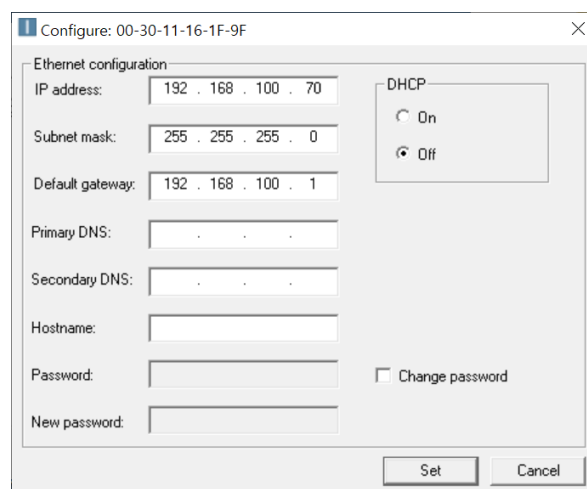 Configure: 00-30-11-16-1F-9F
Ethernet configuration
IP address: 192 . 168 . 100 . 70
DHCP
On
Subnet mask: 255 . 255 . 255 . 0
Off
Default gateway: 192 . 168 . 100 . 1
Primary DNS: . . .
Secondary DNS: . . .
Hostname:
Password:
Change password
New password:
Set Cancel